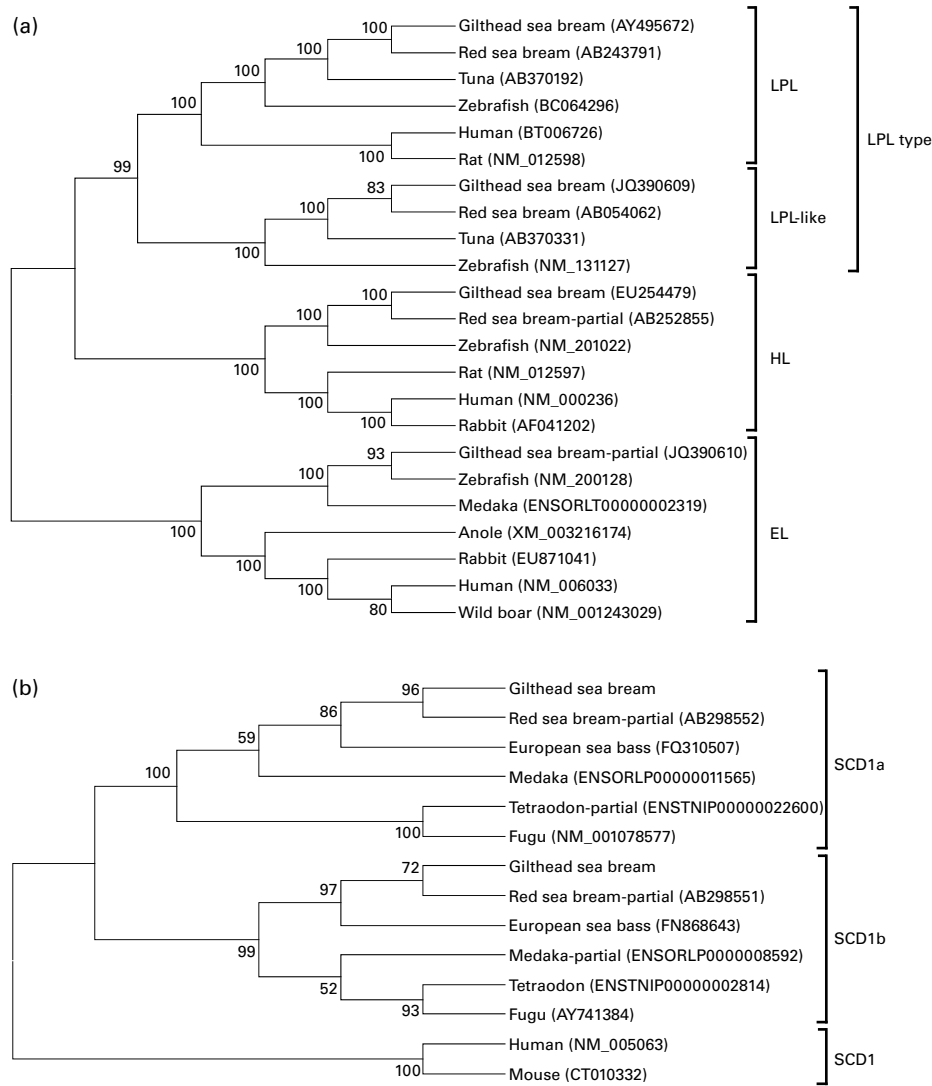 (a)
100
Gilthead sea bream (AY495672)
100
Red sea bream (AB243791)
100
Tuna (AB370192)
100
Zebrafish (BC064296)
Human (BT006726)
100
Rat (NM_012598)
LPL
99
83
Gilthead sea bream (JQ390609)
100
Red sea bream (AB054062)
Tuna (AB370331)
100
Zebrafish (NM_131127)
LPL-like
LPL type
100
Gilthead sea bream (EU254479)
100
Red sea bream-partial (AB252855)
Zebrafish (NM_201022)
100
Rat (NM_012597)
100
Human (NM_000236)
100
Rabbit (AF041202)
HL
93
Gilthead sea bream-partial (JQ390610)
100
Zebrafish (NM_200128)
Medaka (ENSORLT00000002319)
100
Anole (XM_003216174)
100
Rabbit (EU871041)
100
Human (NM_006033)
80
Wild boar (NM_001243029)
EL
(b)
96
Gilthead sea bream
86
Red sea bream-partial (AB298552)
59
European sea bass (FQ310507)
100
Medaka (ENSORLP00000011565)
Tetraodon-partial (ENSTNIP00000022600)
100
Fugu (NM_001078577)
SCD1a
72
Gilthead sea bream
97
Red sea bream-partial (AB298551)
European sea bass (FN868643)
99
Medaka-partial (ENSORLP0000008592)
52
Tetraodon (ENSTNIP00000002814)
93
Fugu (AY741384)
SCD1b
Human (NM_005063)
100
Mouse (CT010332)
SCD1